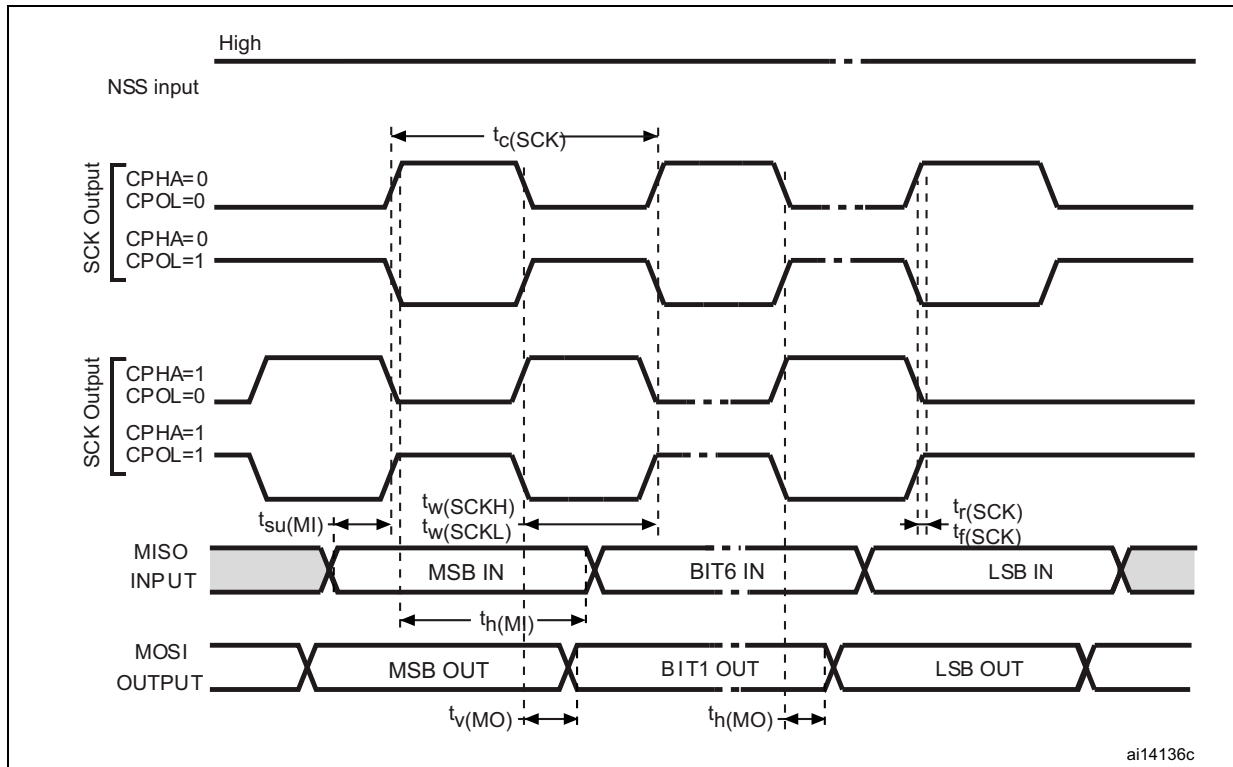 High
NSS input
tc(SCK)
SCK Output
CPHA=0
CPOL=0
CPHA=0
CPOL=1
SCK Output
CPHA=1
CPOL=0
CPHA=1
CPOL=1
tsu(MI)
tw(SCKH)
tw(SCKL)
tr(SCK)
tf(SCK)
MISO
INPUT
MSB IN
BIT6 IN
LSB IN
th(MI)
MOSI
OUTPUT
MSB OUT
BIT1 OUT
LSB OUT
tv(MO)
th(MO)
ai14136c